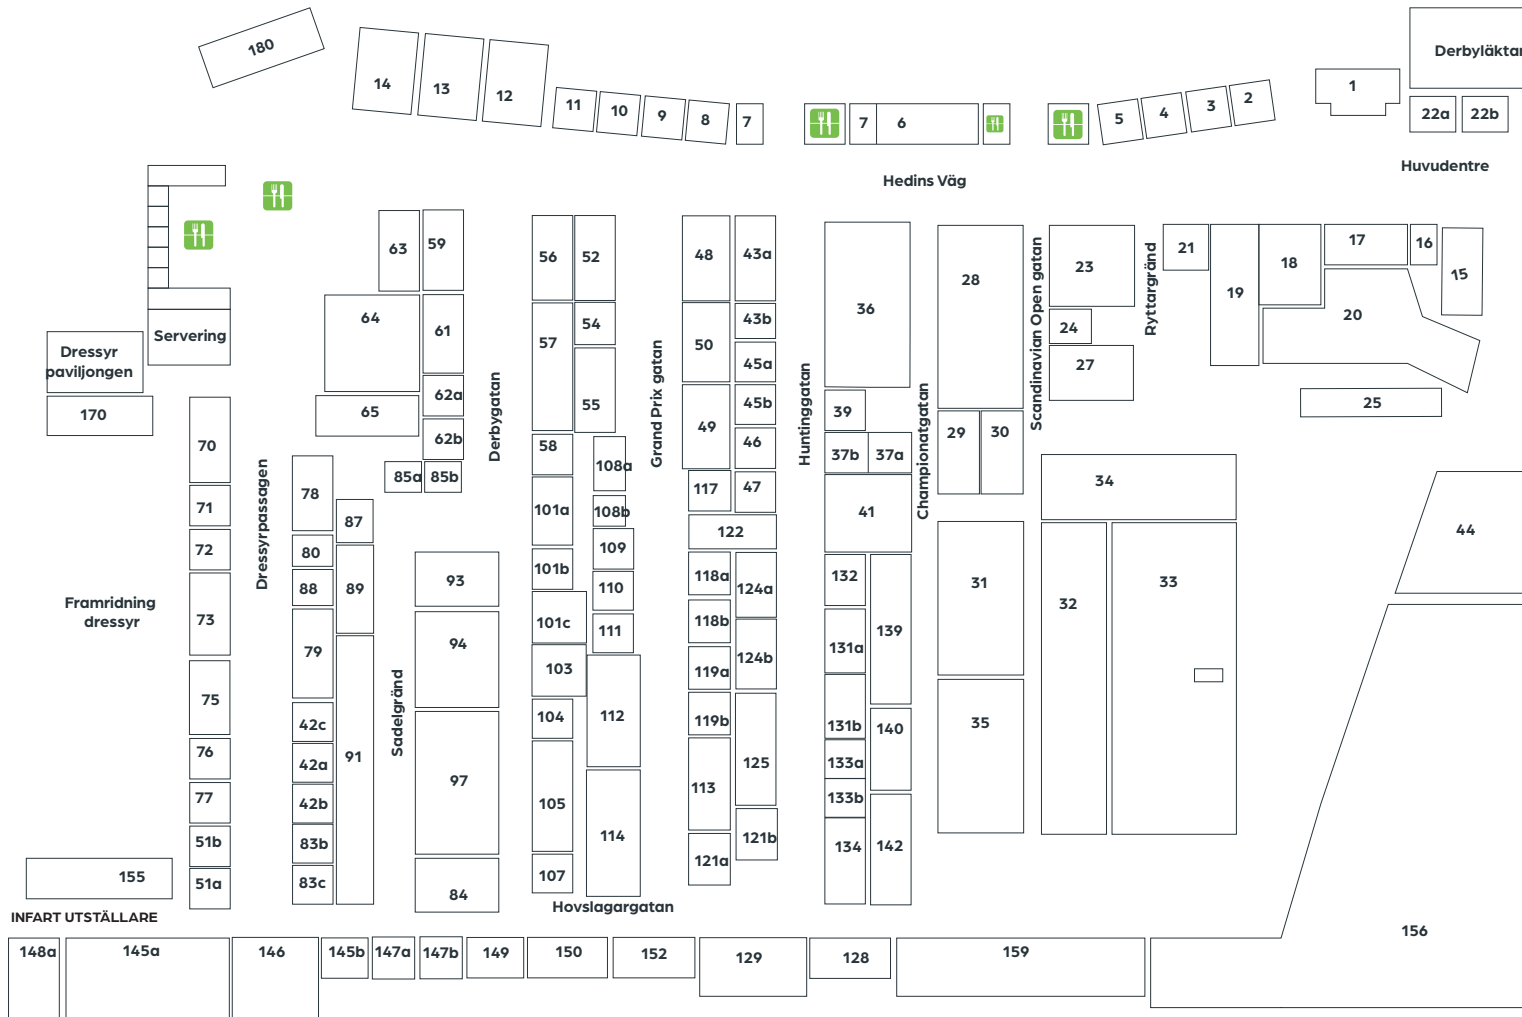 180
14
13
12
11
10
9
8
7
7
6
5
4
3
2
1
Derbyläktar
22a
22b
Huvudentre
Hedins Väg
Servering
Dressyr
paviljongen
170
63
59
64
61
62a
65
62b
85a
85b
56
52
54
57
55
58
108a
101a
108b
109
101b
110
101c
111
103
104
112
105
114
107
48
43a
43b
50
45a
45b
49
46
117
47
122
118a
124a
118b
124b
119a
119b
125
113
121b
121a
36
39
37b
37a
41
132
139
131a
131b
140
133a
133b
134
142
28
29
30
31
35
23
24
27
34
32
33
21
19
18
17
16
15
20
25
44
156
Derbygatan
Grand Prix gatan
Huntinggatan
Championatgatan
Scandinavian Open gatan
Ryttargränd
Dressyrpassagen
Sadelgränd
Framridning
dressyr
70
71
72
73
75
76
77
51b
51a
78
87
80
88
89
79
42c
42a
91
42b
83b
83c
93
94
97
84
155
Hovslagargatan
INFART UTSTÄLLARE
148a
145a
146
145b
147a
147b
149
150
152
129
128
159